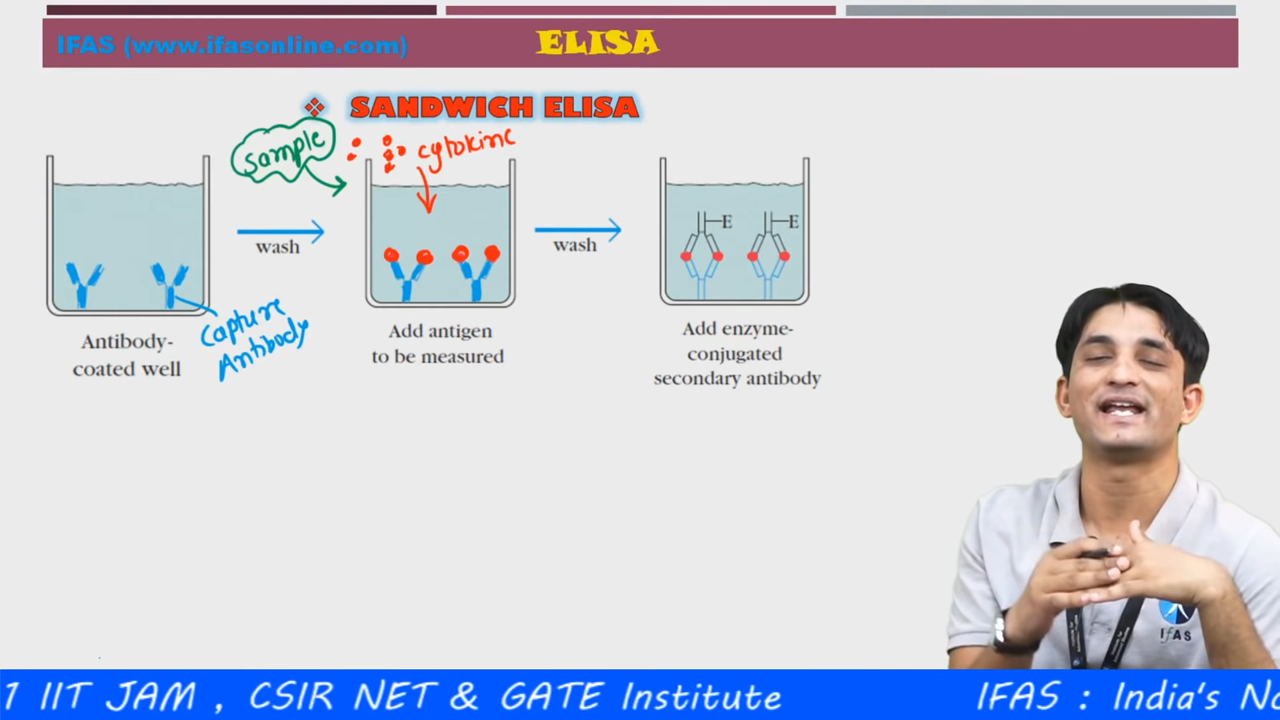 IFAS (www.ifasonline.com)
ELISA
SANDWICH ELISA
sample
cytokine
wash
wash
E
E
Capture
Antibody
Antibody-
coated well
Add antigen
to be measured
Add enzyme-
conjugated
secondary antibody
IFAS
1 IIT JAM , CSIR NET & GATE Institute
IFAS : India's No